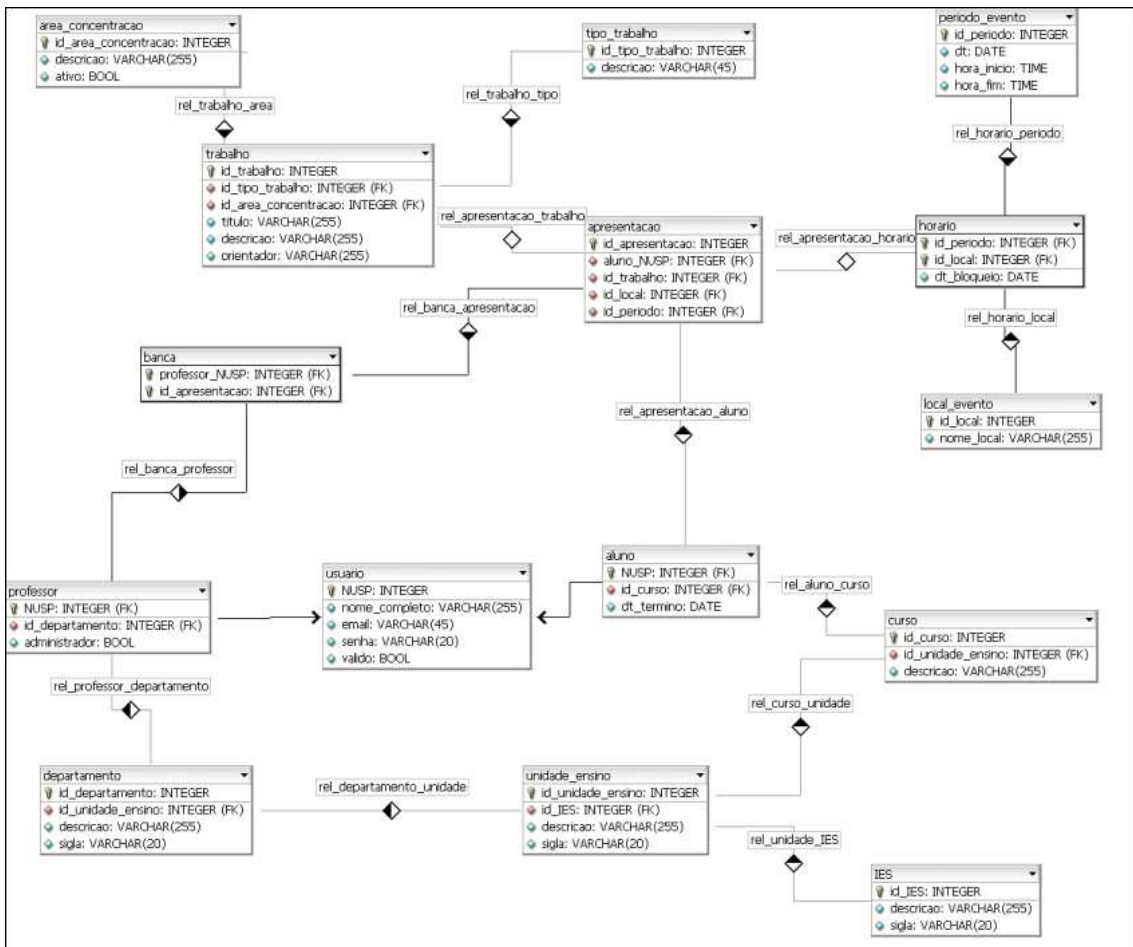 area_concentracao
id_area_concentracao: INTEGER
descricao: VARCHAR(255)
ativo: BOOL
tipo_trabalho
id_tipo_trabalho: INTEGER
descricao: VARCHAR(45)
periodo_evento
id_periodo: INTEGER
dt: DATE
hora_inicio: TIME
hora_fim: TIME
rel_trabalho_area
rel_trabalho_tipo
rel_horario_periodo
trabalho
id_trabalho: INTEGER
id_tipo_trabalho: INTEGER (FK)
id_area_concentracao: INTEGER (FK)
titulo: VARCHAR(255)
descricao: VARCHAR(255)
orientador: VARCHAR(255)
rel_apresentacao_trabalho
apresentacao
id_apresentacao: INTEGER
aluno_NUSP: INTEGER (FK)
id_trabalho: INTEGER (FK)
id_local: INTEGER (FK)
id_periodo: INTEGER (FK)
rel_apresentacao_horario
horario
id_periodo: INTEGER (FK)
id_local: INTEGER (FK)
dt_bloqueio: DATE
rel_banca_apresentacao
rel_horario_local
banca
professor_NUSP: INTEGER (FK)
id_apresentacao: INTEGER (FK)
rel_apresentacao_aluno
local_evento
id_local: INTEGER
nome_local: VARCHAR(255)
rel_banca_professor
professor
NUSP: INTEGER (FK)
id_departamento: INTEGER (FK)
administrador: BOOL
usuario
NUSP: INTEGER
nome_completo: VARCHAR(255)
email: VARCHAR(45)
senha: VARCHAR(20)
valido: BOOL
aluno
NUSP: INTEGER (FK)
id_curso: INTEGER (FK)
dt_termino: DATE
rel_aluno_curso
curso
id_curso: INTEGER
id_unidade_ensino: INTEGER (FK)
descricao: VARCHAR(255)
rel_professor_departamento
rel_curso_unidade
departamento
id_departamento: INTEGER
id_unidade_ensino: INTEGER (FK)
descricao: VARCHAR(255)
sigla: VARCHAR(20)
rel_departamento_unidade
unidade_ensino
id_unidade_ensino: INTEGER
id_IES: INTEGER (FK)
descricao: VARCHAR(255)
sigla: VARCHAR(20)
rel_unidade_IES
IES
id_IES: INTEGER
descricao: VARCHAR(255)
sigla: VARCHAR(20)